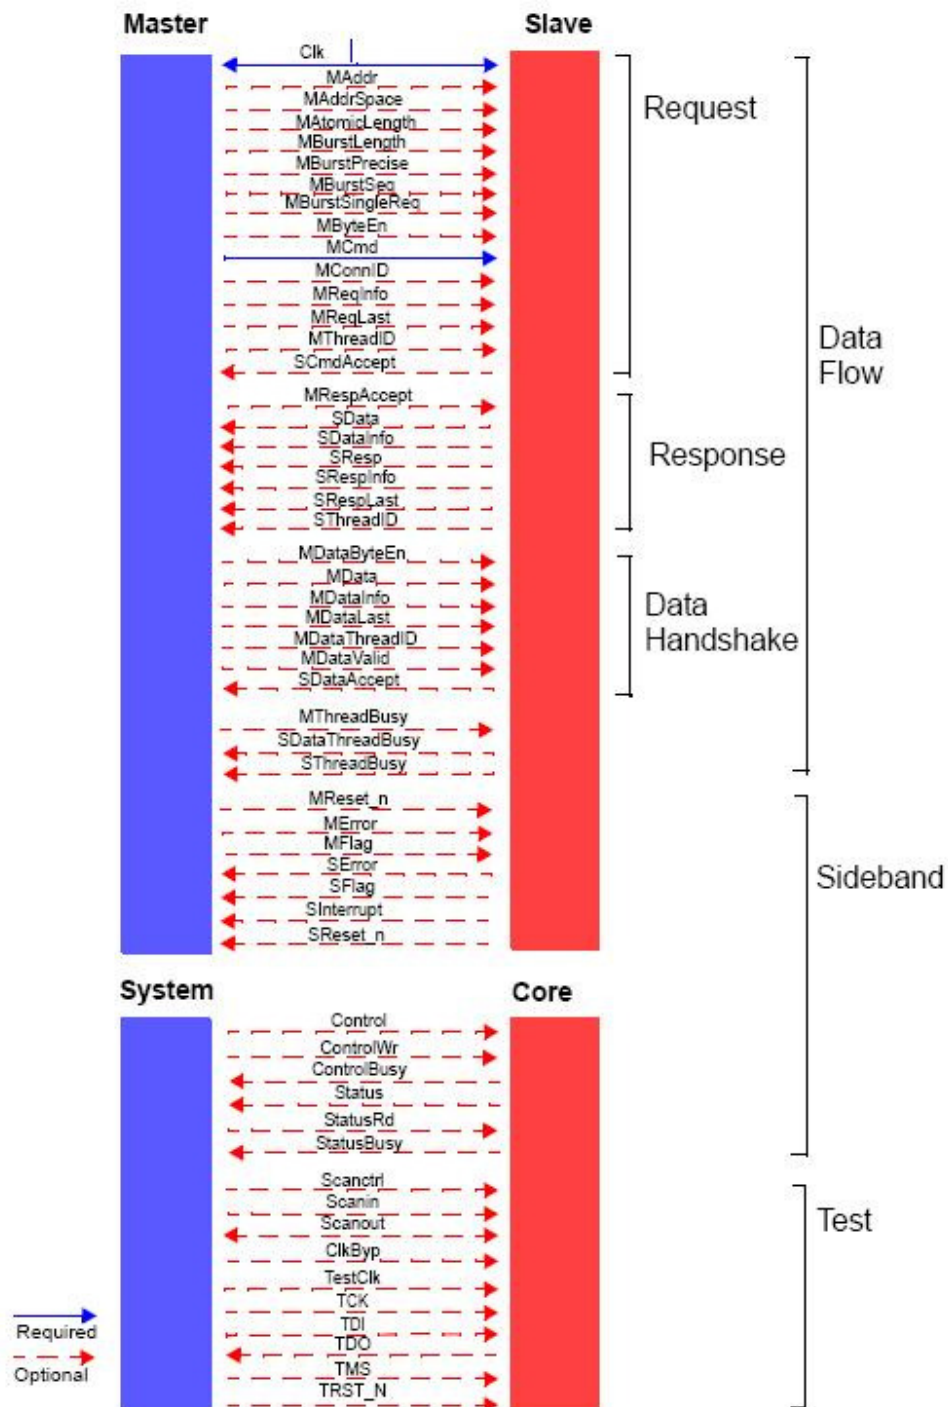 Master
Slave
Clk
MAddr
MAddrSpace
MAtomicLength
MBurstLength
MBurstPrecise
MBurstSeq
MBurstSingleReq
MByteEn
MCmd
MConnID
MReqInfo
MReqLast
MThreadID
SCmdAccept
Request
MRespAccept
SData
SDataInfo
SResp
SRespInfo
SRespLast
SThreadID
Response
MDataByteEn
MData
MDataInfo
MDataLast
MDataThreadID
MDataValid
SDataAccept
Data
Handshake
MThreadBusy
SDataThreadBusy
SThreadBusy
Data
Flow
MReset_n
MError
MFlag
SError
SFlag
SInterrupt
SReset_n
Sideband
System
Core
Control
ControlWr
ControlBusy
Status
StatusRd
StatusBusy
Scanctrl
Scanin
Scanout
ClkByp
TestClk
TCK
TDI
TDO
TMS
TRST_N
Test
Required
Optional